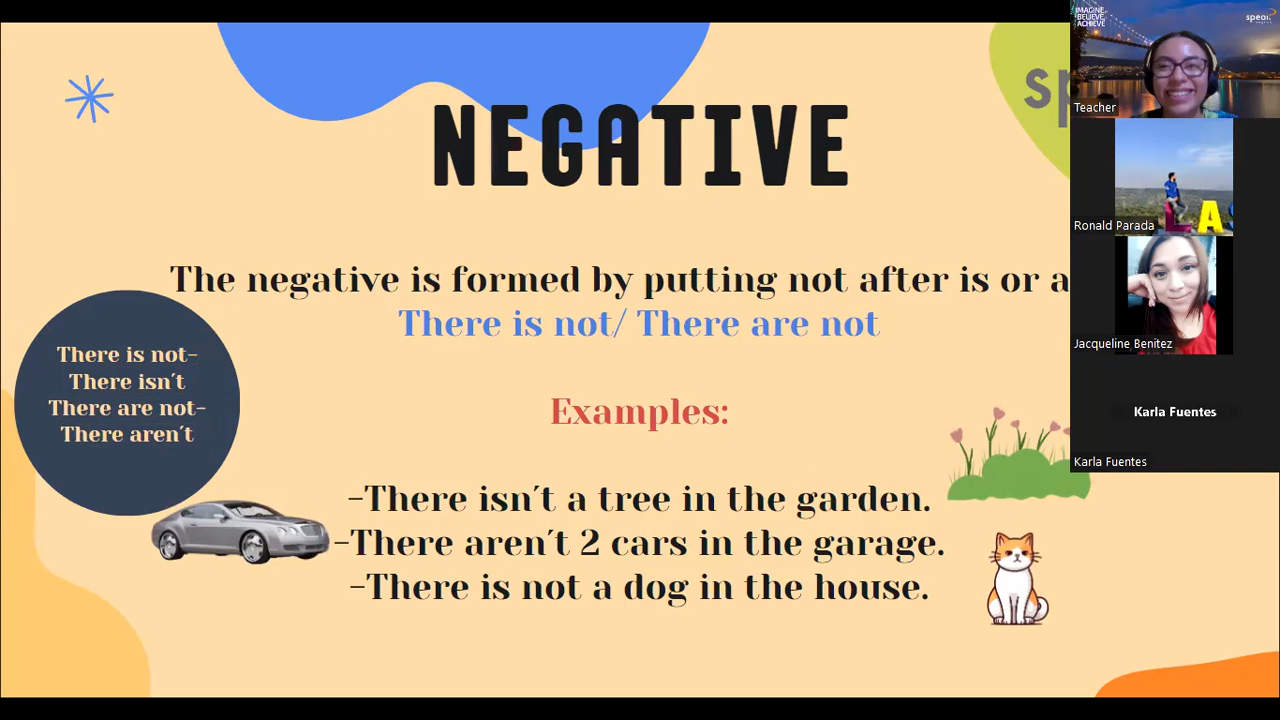 NEGATIVE
The negative is formed by putting not after is or
There is not/ There are not
There is not-
There isn´t
There are not-
There aren´t
Examples:
-There isn´t a tree in the garden.
-There aren´t 2 cars in the garage.
-There is not a dog in the house.
sp
IMAGINE
BELIEVE
ACHIEVE
speak
Teacher
LA
Ronald Parada
Jacqueline Benitez
Karla Fuentes
Karla Fuentes